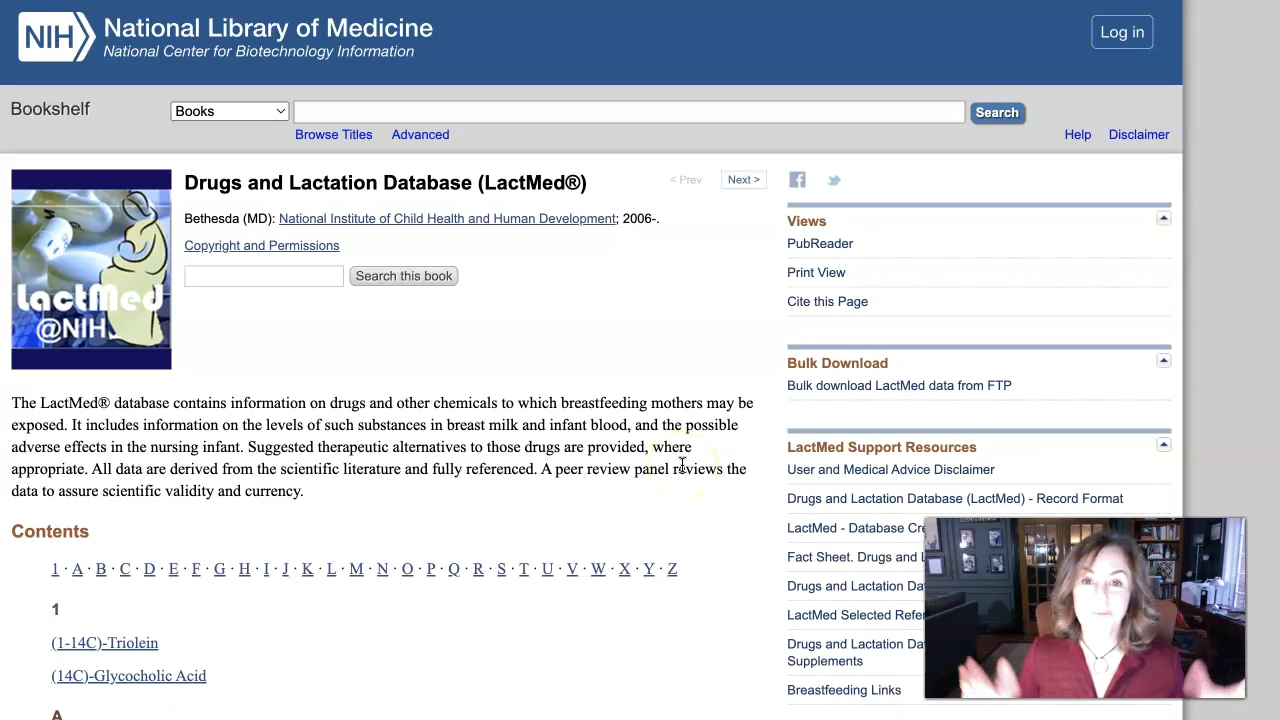 NIH National Library of Medicine
National Center for Biotechnology Information
Log in
Bookshelf
Books
Search
Browse Titles Advanced
Help Disclaimer
Drugs and Lactation Database (LactMed®)
< Prev Next >
Bethesda (MD): National Institute of Child Health and Human Development; 2006-.
Copyright and Permissions
Search this book
LactMed
@NIH
The LactMed® database contains information on drugs and other chemicals to which breastfeeding mothers may be
exposed. It includes information on the levels of such substances in breast milk and infant blood, and the possible
adverse effects in the nursing infant. Suggested therapeutic alternatives to those drugs are provided, where
appropriate. All data are derived from the scientific literature and fully referenced. A peer review panel reviews the
data to assure scientific validity and currency.
Contents
1 · A · B · C · D · E · F · G · H · I · J · K · L · M · N · O · P · Q · R · S · T · U · V · W · X · Y · Z
1
(1-14C)-Triolein
(14C)-Glycocholic Acid
A
Views
PubReader
Print View
Cite this Page
Bulk Download
Bulk download LactMed data from FTP
LactMed Support Resources
User and Medical Advice Disclaimer
Drugs and Lactation Database (LactMed) - Record Format
LactMed - Database
Fact Sheet. Drugs and
Drugs and Lactation
LactMed Selected
Drugs and Lactation
Supplements
Breastfeeding Links